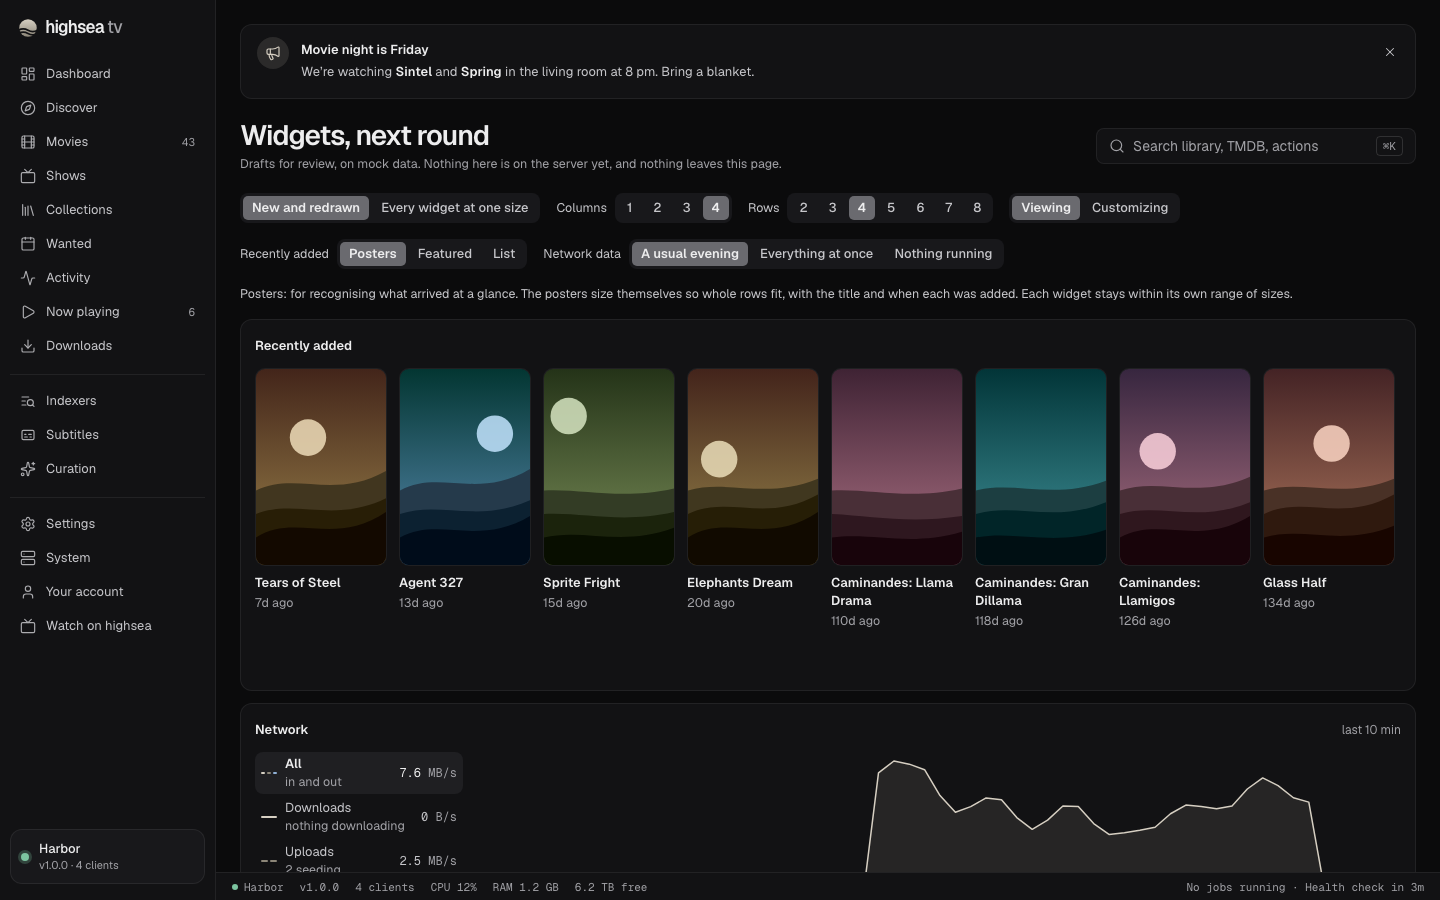 highsea tv
Dashboard
Discover
Movies 43
Shows
Collections
Wanted
Activity
Now playing 6
Downloads
Indexers
Subtitles
Curation
Settings
System
Your account
Watch on highsea
Harbor
v1.0.0 · 4 clients
Movie night is Friday
We're watching Sintel and Spring in the living room at 8 pm. Bring a blanket.
Widgets, next round
Drafts for review, on mock data. Nothing here is on the server yet, and nothing leaves this page.
Search library, TMDB, actions ⌘K
New and redrawn Every widget at one size Columns 1 2 3 4 Rows 2 3 4 5 6 7 8 Viewing Customizing
Recently added Posters Featured List Network data A usual evening Everything at once Nothing running
Posters: for recognising what arrived at a glance. The posters size themselves so whole rows fit, with the title and when each was added. Each widget stays within its own range of sizes.
Recently added
Tears of Steel
7d ago
Agent 327
13d ago
Sprite Fright
15d ago
Elephants Dream
20d ago
Caminandes: Llama
Drama
110d ago
Caminandes: Gran
Dillama
118d ago
Caminandes:
Llamigos
126d ago
Glass Half
134d ago
Network last 10 min
All
in and out 7.6 MB/s
Downloads
nothing downloading 0 B/s
Uploads
2 seeding 2.5 MB/s
Harbor v1.0.0 4 clients CPU 12% RAM 1.2 GB 6.2 TB free No jobs running · Health check in 3m